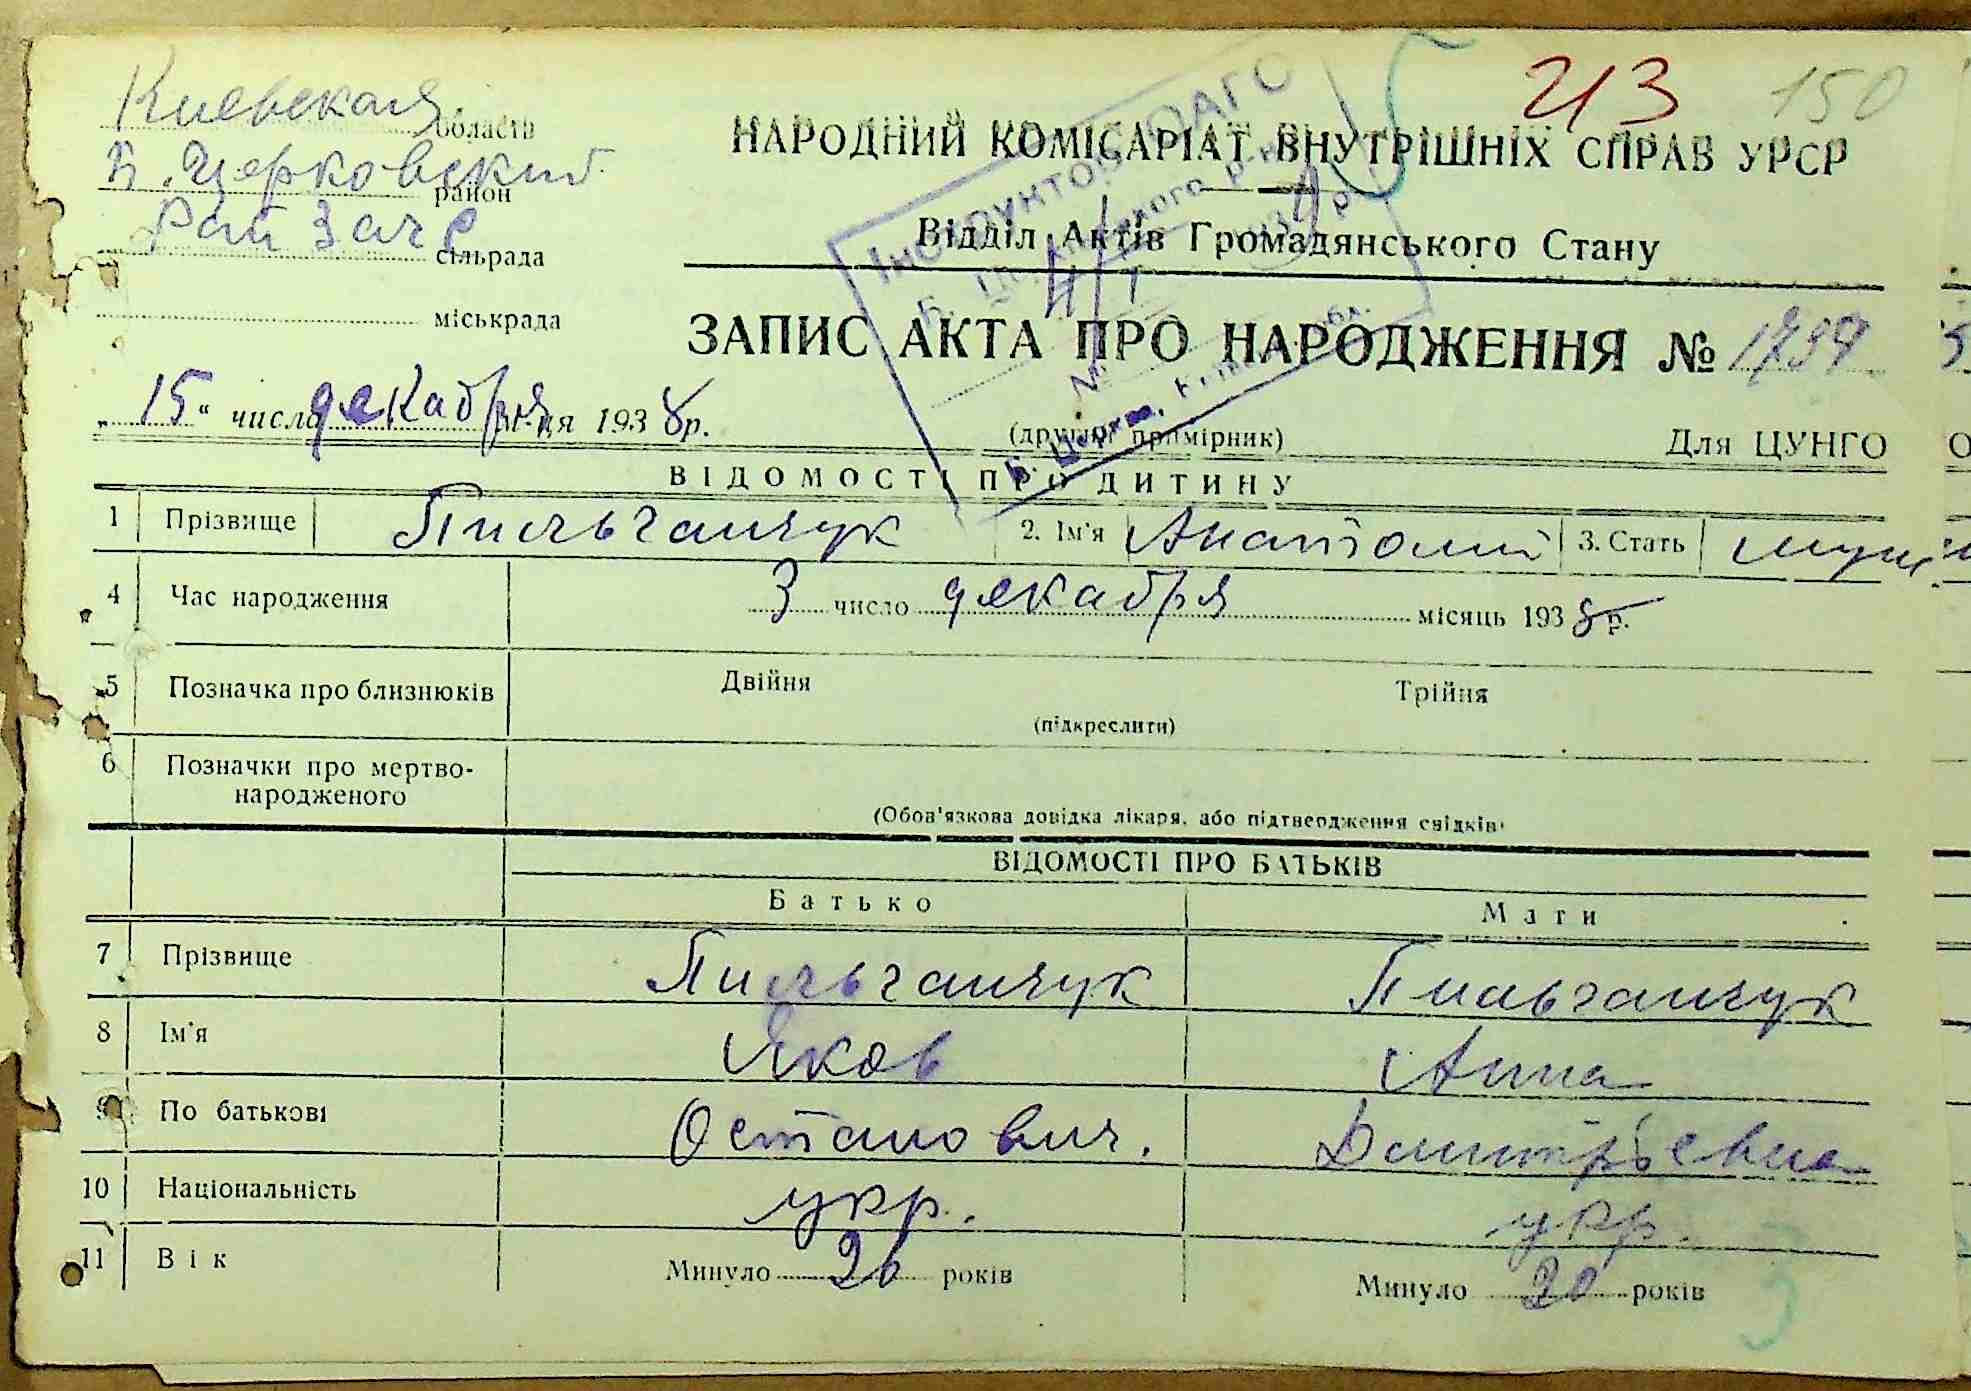 213 150
Киевская область
Б. Церковский район
Рай Загс сільрада
міськрада
НАРОДНИЙ КОМІСАРІАТ ВНУТРІШНІХ СПРАВ УРСР
Відділ Актів Громадянського Стану
ЗАПИС АКТА ПРО НАРОДЖЕННЯ №
„15“ числа декабря м-ця 1938 р.
(другий примірник)
Для ЦУНГО
ВІДОМОСТІ ПРО ДИТИНУ
1 Прізвище Пильганчук 2. Ім'я Анатолий 3. Стать муж.
4 Час народження 3 число декабря місяць 1938 р.
5 Позначка про близнюків Двійня Трійня
(підкреслити)
6 Позначки про мертво-
народженого
(Обов'язкова довідка лікаря, або підтвердження свідків)
ВІДОМОСТІ ПРО БАТЬКІВ
Батько Мати
7 Прізвище Пильганчук Пильганчук
8 Ім'я Яков Анна
9 По батькові Остапович. Дмитрьевна
10 Національність укр. укр.
11 Вік Минуло 26 років Минуло 20 років